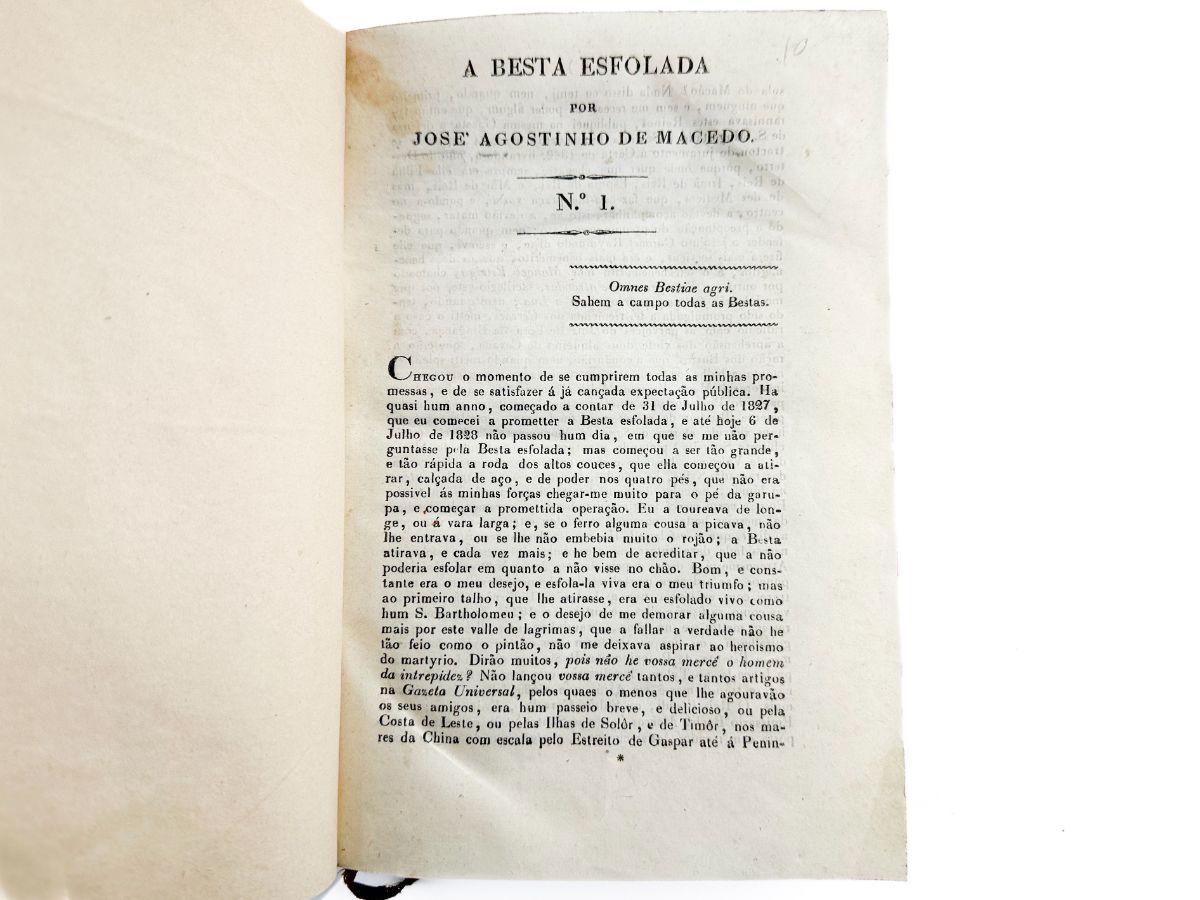 10
A BESTA ESFOLADA
POR
JOSE' AGOSTINHO DE MACEDO.
N.º 1.
Omnes Bestiae agri.
Sahem a campo todas as Bestas.
CHEGOU o momento de se cumprirem todas as minhas pro-
messas, e de se satisfazer á já cançada expectação pública. Ha
quasi hum anno, começado a contar de 31 de Julho de 1827,
que eu comecei a prometter a Besta esfolada, e até hoje 6 de
Julho de 1828 não passou hum dia, em que se me não per-
guntasse pela Besta esfolada; mas começou a ser tão grande,
e tão rápida a roda dos altos couces, que ella começou a ati-
rar, calçada de aço, e de poder nos quatro pés, que não era
possivel ás minhas forças chegar-me muito para o pé da garu-
pa, e começar a promettida operação. Eu a toureava de lon-
ge, ou á vara larga; e, se o ferro alguma cousa a picava, não
lhe entrava, ou se lhe não embebia muito o rojão; a Besta
atirava, e cada vez mais; e he bem de acreditar, que a não
poderia esfolar em quanto a não visse no chão. Bom, e cons-
tante era o meu desejo, e esfola-la viva era o meu triumfo; mas
ao primeiro talho, que lhe atirasse, era eu esfolado vivo como
hum S. Bartholomeu; e o desejo de me demorar alguma cousa
mais por este valle de lagrimas, que a fallar a verdade não he
tão feio como o pintão, não me deixava aspirar ao heroismo
do martyrio. Dirão muitos, pois não he vossa mercê o homem
da intrepidez? Não lançou vossa mercê tantos, e tantos artigos
na Gazeta Universal, pelos quaes o menos que lhe agouravão
os seus amigos, era hum passeio breve, e delicioso, ou pela
Costa de Leste, ou pelas Ilhas de Solôr, e de Timôr, nos ma-
res da China com escala pelo Estreito de Gaspar até á Penin-
*